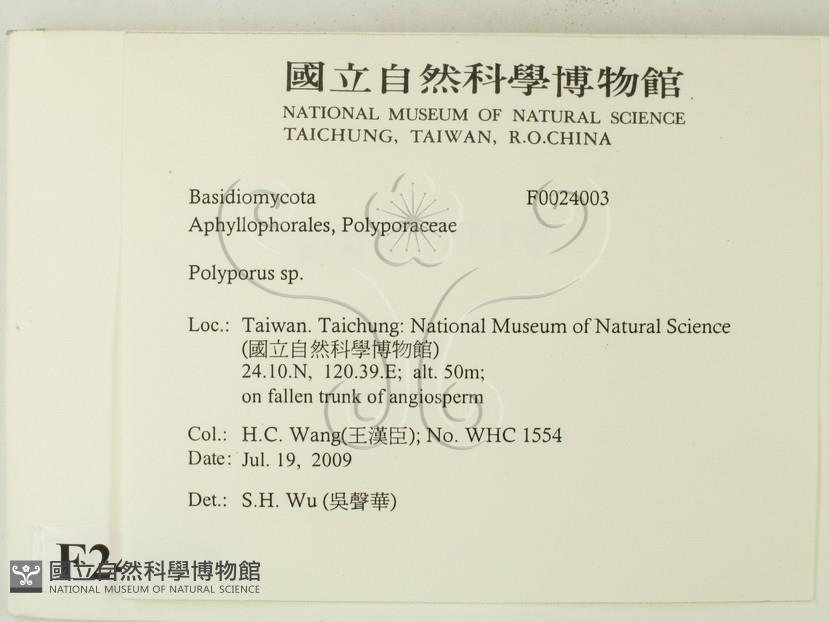 國立自然科學博物館
NATIONAL MUSEUM OF NATURAL SCIENCE
TAICHUNG, TAIWAN, R.O.CHINA
Basidiomycota F0024003
Aphyllophorales, Polyporaceae
Polyporus sp.
Loc.: Taiwan. Taichung: National Museum of Natural Science
(國立自然科學博物館)
24.10.N, 120.39.E; alt. 50m;
on fallen trunk of angiosperm
Col.: H.C. Wang(王漢臣); No. WHC 1554
Date: Jul. 19, 2009
Det.: S.H. Wu (吳聲華)
國立自然科學博物館
NATIONAL MUSEUM OF NATURAL SCIENCE